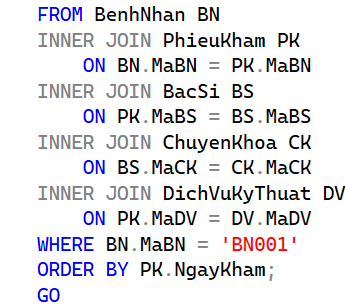 FROM BenhNhan BN
INNER JOIN PhieuKham PK
    ON BN.MaBN = PK.MaBN
INNER JOIN BacSi BS
    ON PK.MaBS = BS.MaBS
INNER JOIN ChuyenKhoa CK
    ON BS.MaCK = CK.MaCK
INNER JOIN DichVuKyThuat DV
    ON PK.MaDV = DV.MaDV
WHERE BN.MaBN = 'BN001'
ORDER BY PK.NgayKham;
GO